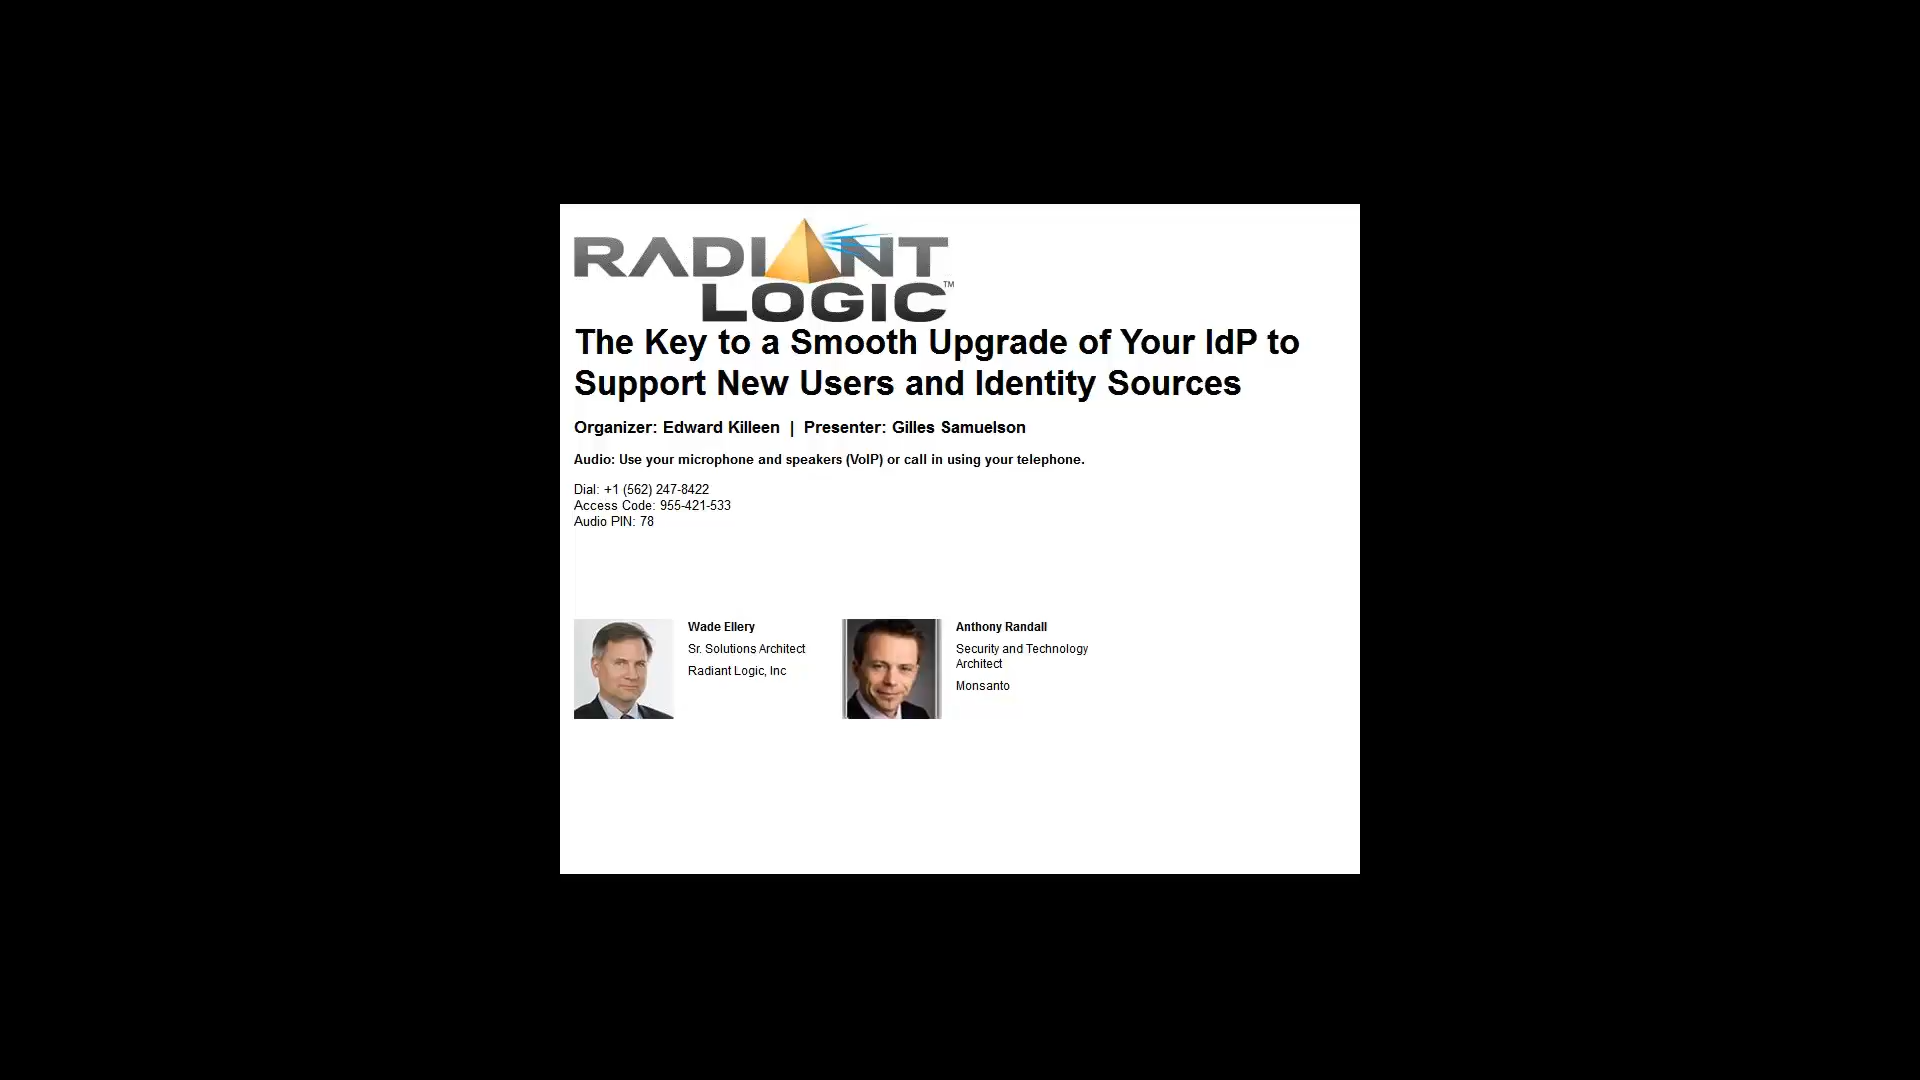 RADIANT
LOGIC™
The Key to a Smooth Upgrade of Your IdP to
Support New Users and Identity Sources
Organizer: Edward Killeen | Presenter: Gilles Samuelson
Audio: Use your microphone and speakers (VoIP) or call in using your telephone.
Dial: +1 (562) 247-8422
Access Code: 955-421-533
Audio PIN: 78
Wade Ellery
Sr. Solutions Architect
Radiant Logic, Inc
Anthony Randall
Security and Technology
Architect
Monsanto